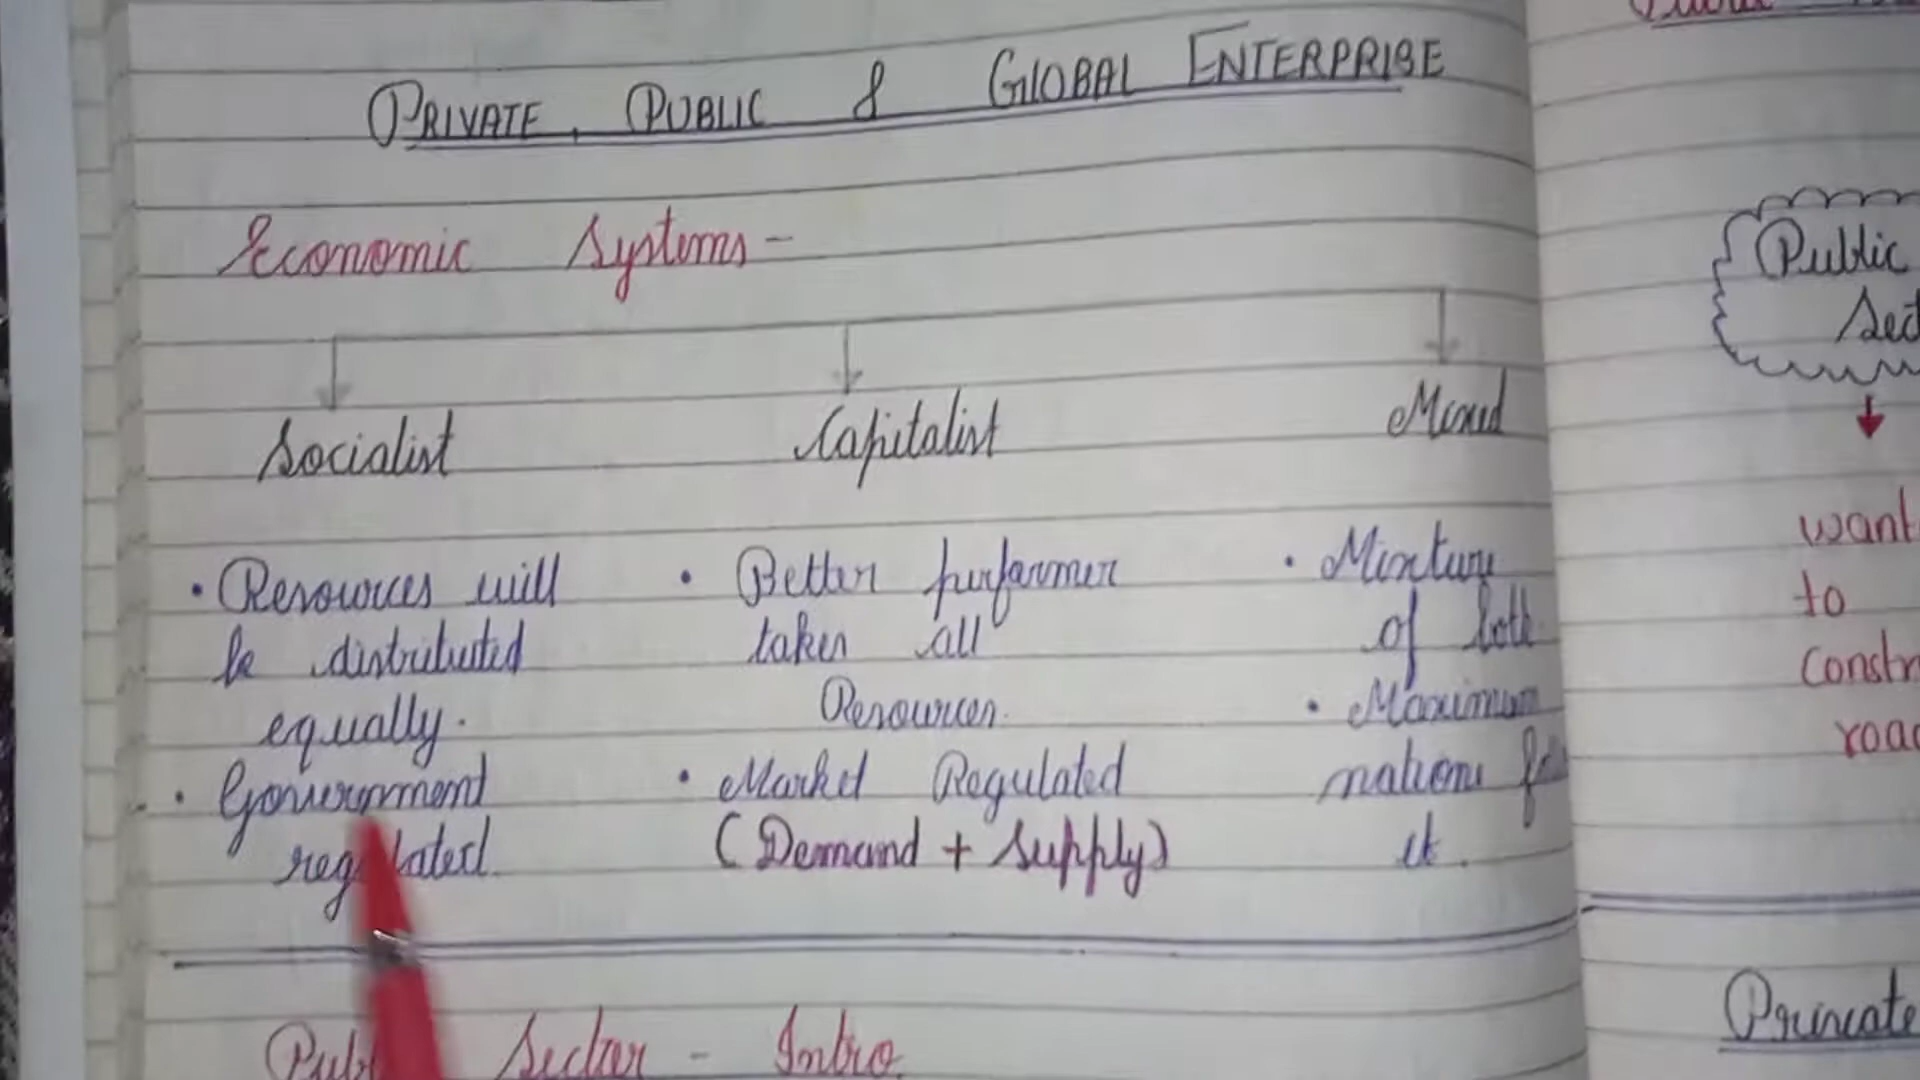 PRIVATE, PUBLIC & GLOBAL ENTERPRISE
Economic Systems -
Socialist
Capitalist
Mixed
• Resources will
be distributed
equally.
• Government
regulated.
• Better performer
takes all
Resources.
• Market Regulated
(Demand + Supply)
• Mixture
of both
• Maximum
nations
it.
Sector - Intro
Public
want
to
Private